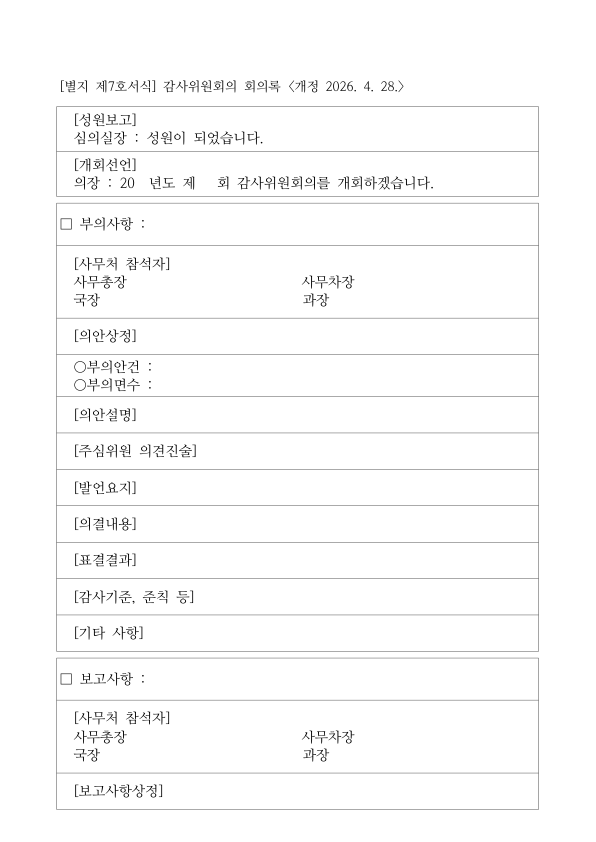 [별지 제7호서식] 감사위원회의 회의록 〈개정 2026. 4. 28.〉
[성원보고]
심의실장 : 성원이 되었습니다.
[개회선언]
의장 : 20 년도 제 회 감사위원회의를 개회하겠습니다.
□ 부의사항 :
[사무처 참석자]
사무총장 사무차장
국장 과장
[의안상정]
○부의안건 :
○부의면수 :
[의안설명]
[주심위원 의견진술]
[발언요지]
[의결내용]
[표결결과]
[감사기준, 준칙 등]
[기타 사항]
□ 보고사항 :
[사무처 참석자]
사무총장 사무차장
국장 과장
[보고사항상정]